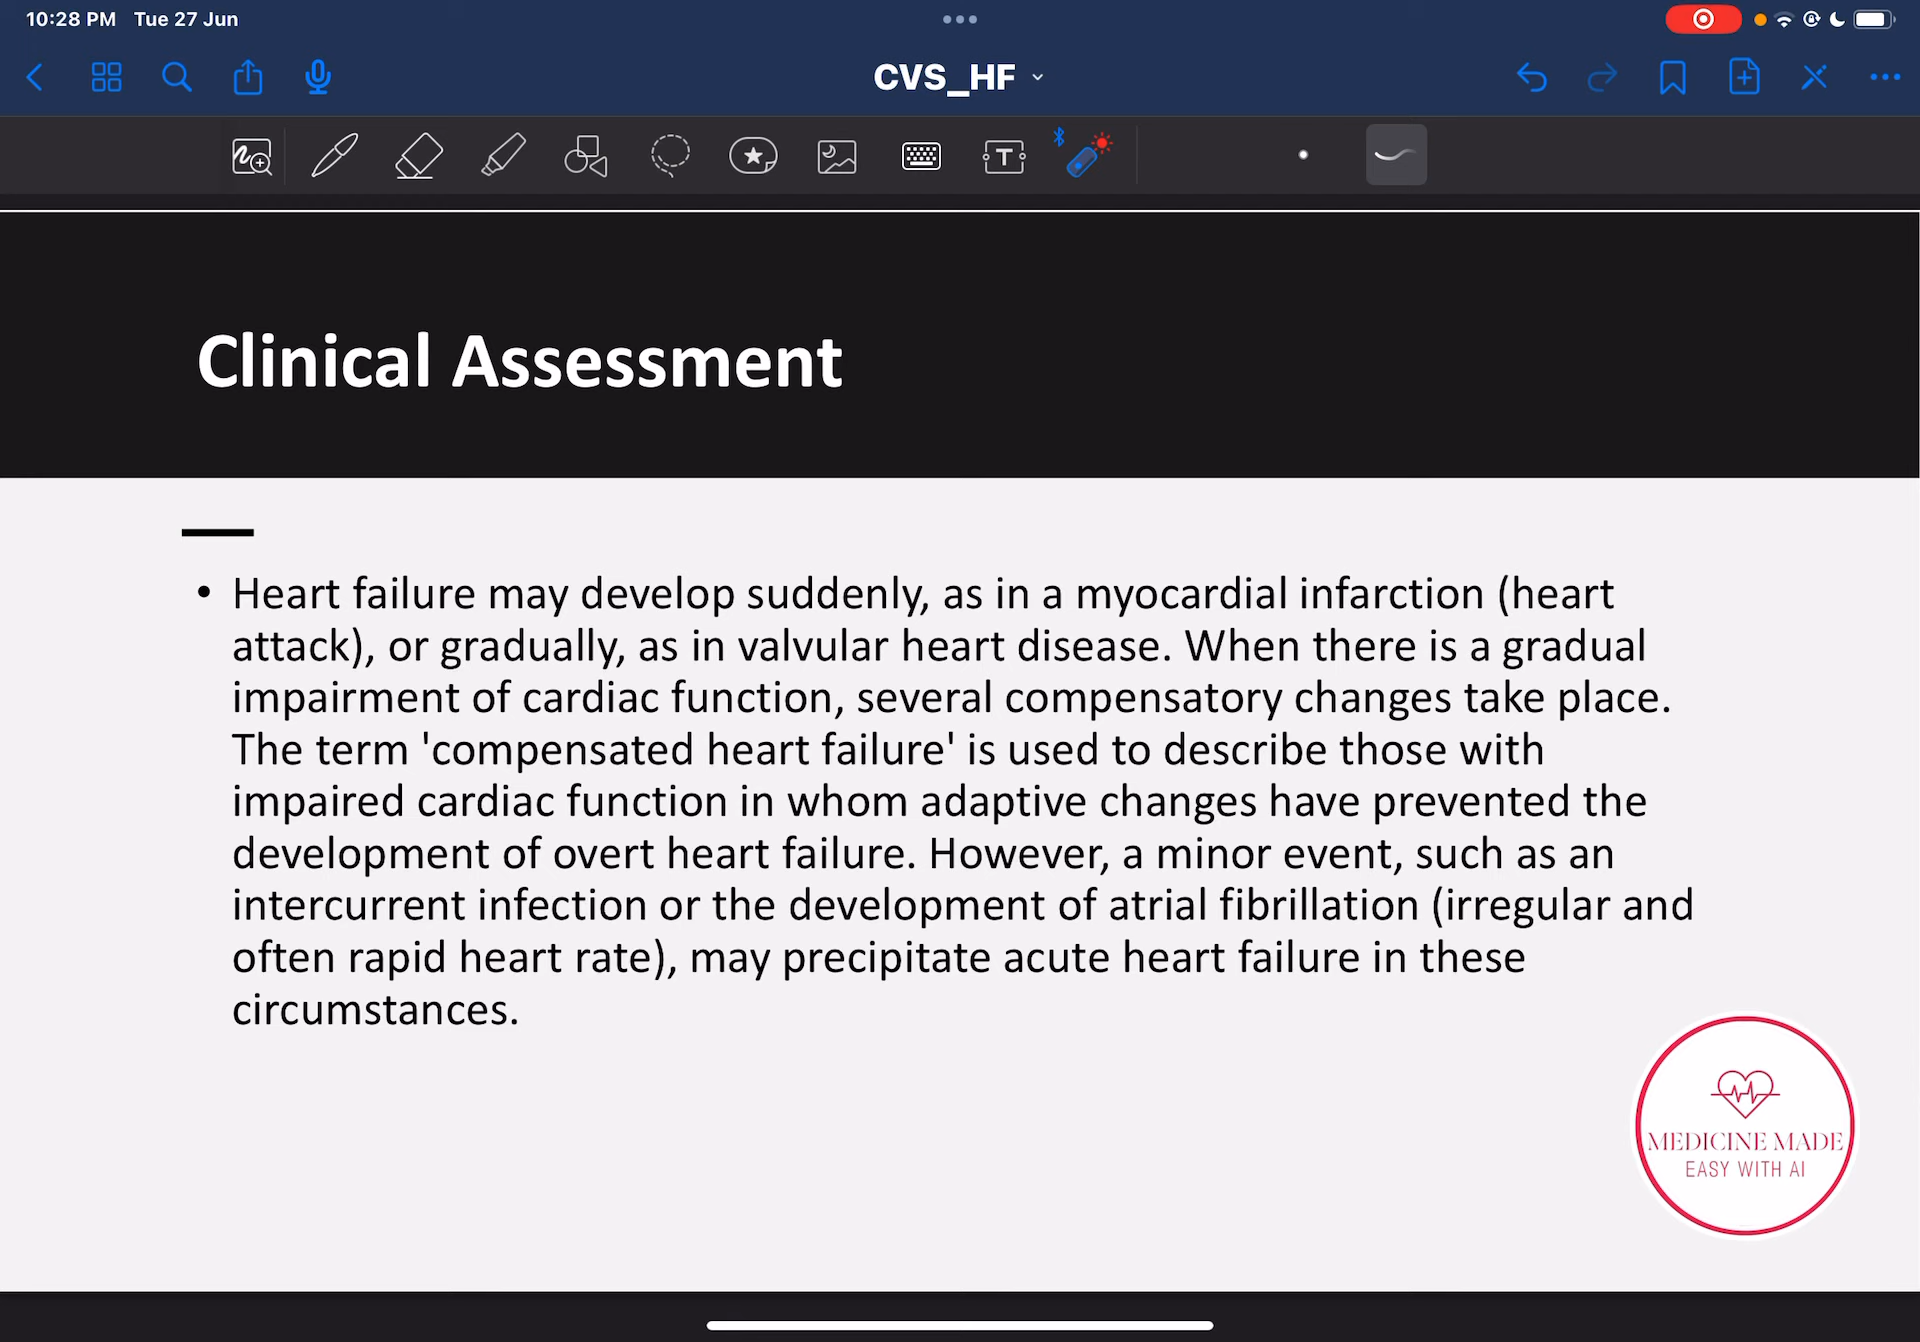 10:28 PM Tue 27 Jun
CVS_HF
T
Clinical Assessment
• Heart failure may develop suddenly, as in a myocardial infarction (heart
attack), or gradually, as in valvular heart disease. When there is a gradual
impairment of cardiac function, several compensatory changes take place.
The term 'compensated heart failure' is used to describe those with
impaired cardiac function in whom adaptive changes have prevented the
development of overt heart failure. However, a minor event, such as an
intercurrent infection or the development of atrial fibrillation (irregular and
often rapid heart rate), may precipitate acute heart failure in these
circumstances.
MEDICINE MADE
EASY WITH AI